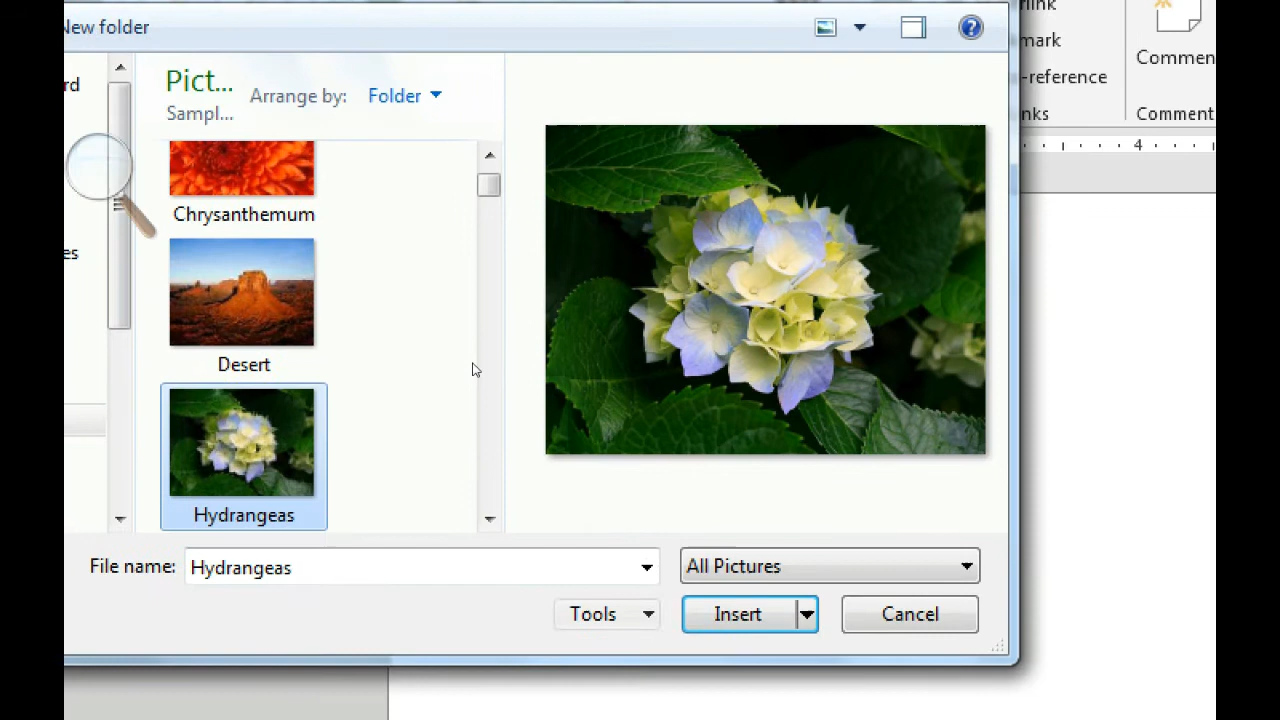 New folder
rd
es
Pict...
Sampl...
Arrange by: Folder
Chrysanthemum
Desert
Hydrangeas
File name: Hydrangeas
All Pictures
Tools
Insert
Cancel
rlink
mark
-reference
nks
Commen
Comment
4